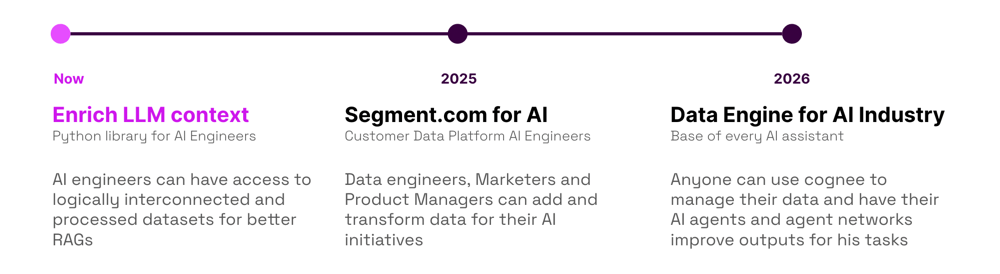 Now
Enrich LLM context
Python library for AI Engineers
AI engineers can have access to
logically interconnected and
processed datasets for better
RAGs
2025
Segment.com for AI
Customer Data Platform AI Engineers
Data engineers, Marketers and
Product Managers can add and
transform data for their AI
initiatives
2026
Data Engine for AI Industry
Base of every AI assistant
Anyone can use cognee to
manage their data and have their
AI agents and agent networks
improve outputs for his tasks